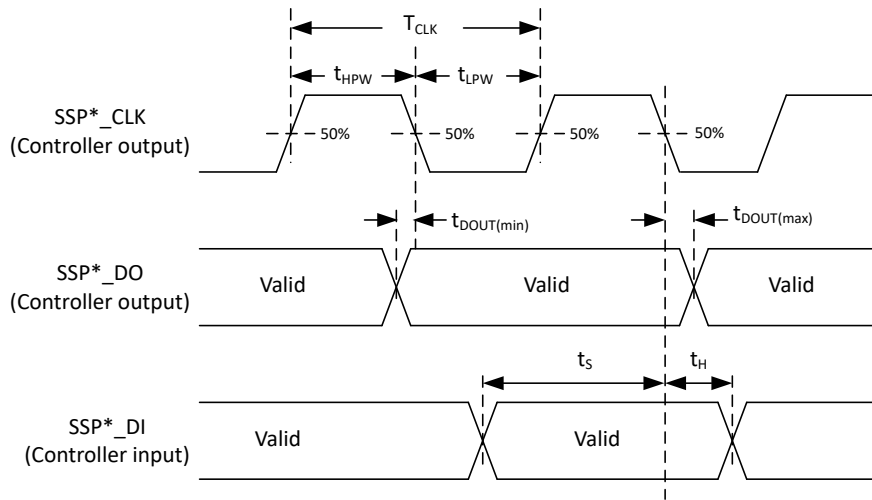 T_CLK
t_HPW t_LPW
SSP*_CLK
(Controller output)
50% 50% 50% 50%
t_DOUT(min) t_DOUT(max)
SSP*_DO
(Controller output)
Valid Valid Valid
t_S t_H
SSP*_DI
(Controller input)
Valid Valid